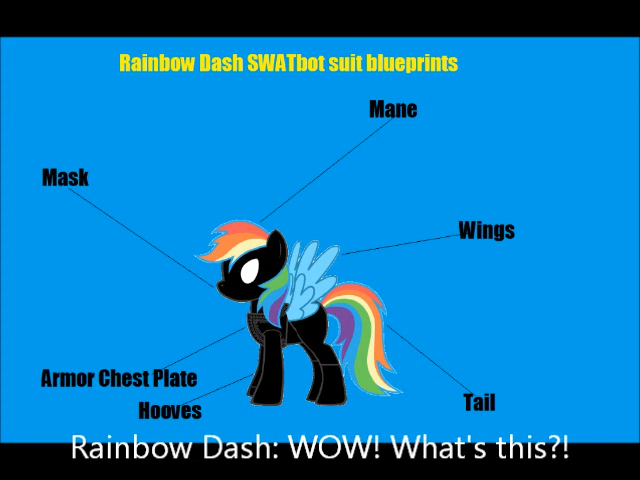 Rainbow Dash SWATbot suit blueprints
Mane
Mask
Wings
Armor Chest Plate
Hooves
Tail
Rainbow Dash: WOW! What's this?!